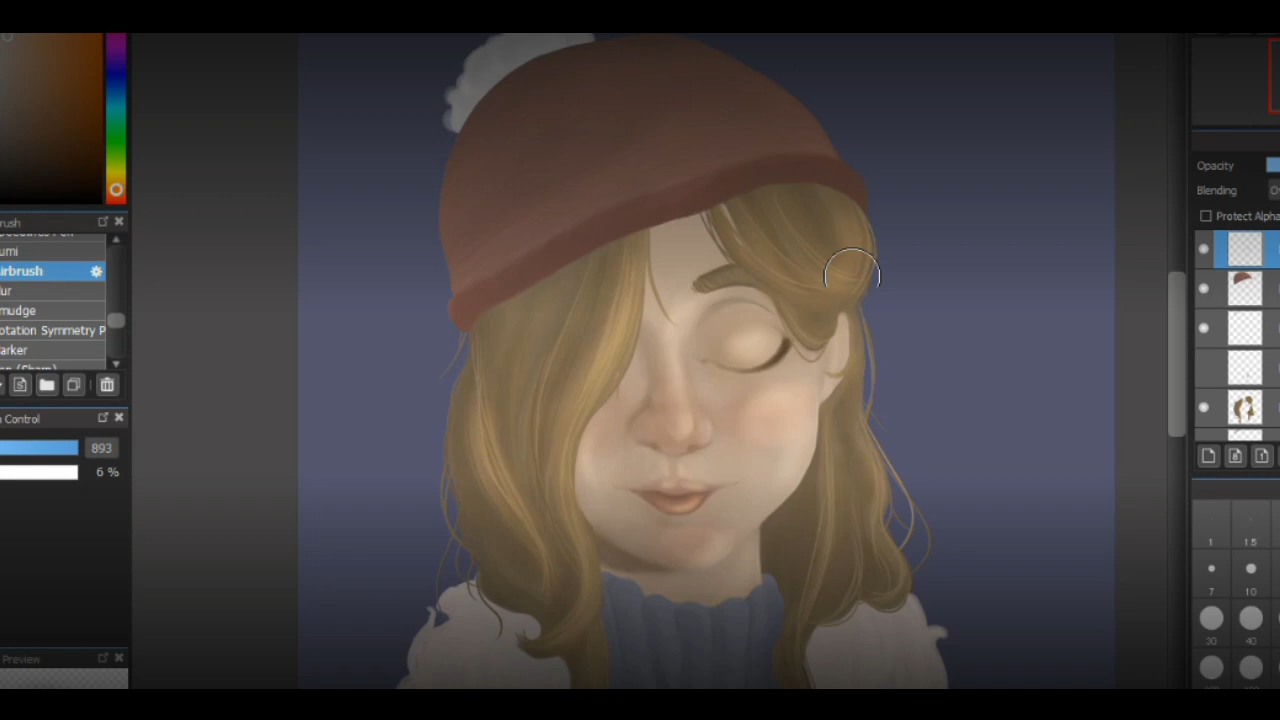 rush
umi
irbrush
ur
mudge
otation Symmetry P
arker
Control
893
6 %
Preview
Opacity
Blending
Protect Alpha
1
15
7
10
30
40